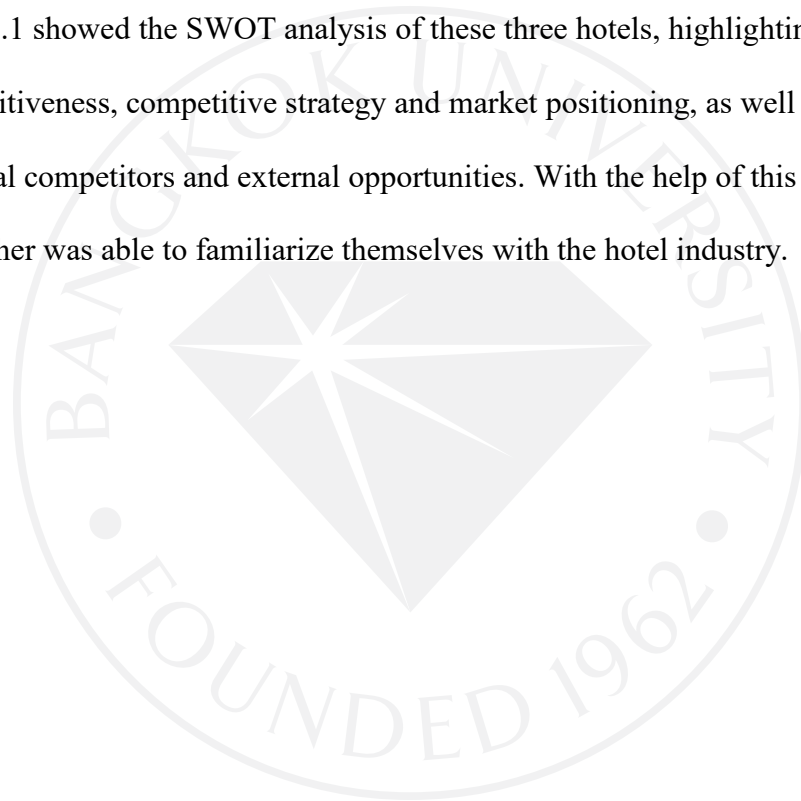 .1 showed the SWOT analysis of these three hotels, highlightin
itiveness, competitive strategy and market positioning, as well
al competitors and external opportunities. With the help of this
ner was able to familiarize themselves with the hotel industry.
BANGKOK UNIVERSITY
FOUNDED 1962